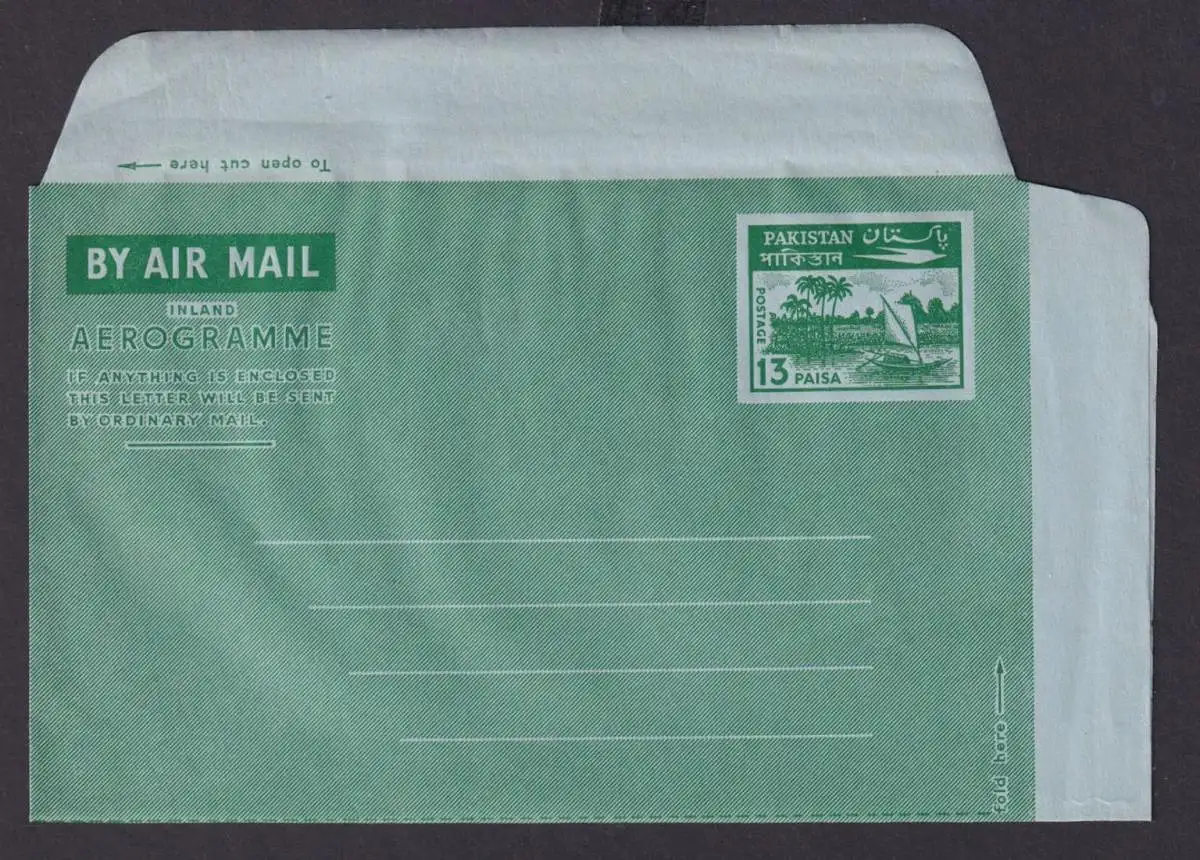 To open cut here
BY AIR MAIL
INLAND
AEROGRAMME
IF ANYTHING IS ENCLOSED
THIS LETTER WILL BE SENT
BY ORDINARY MAIL.
PAKISTAN پاکستان
পাকিস্তান
POSTAGE
13 PAISA
fold here